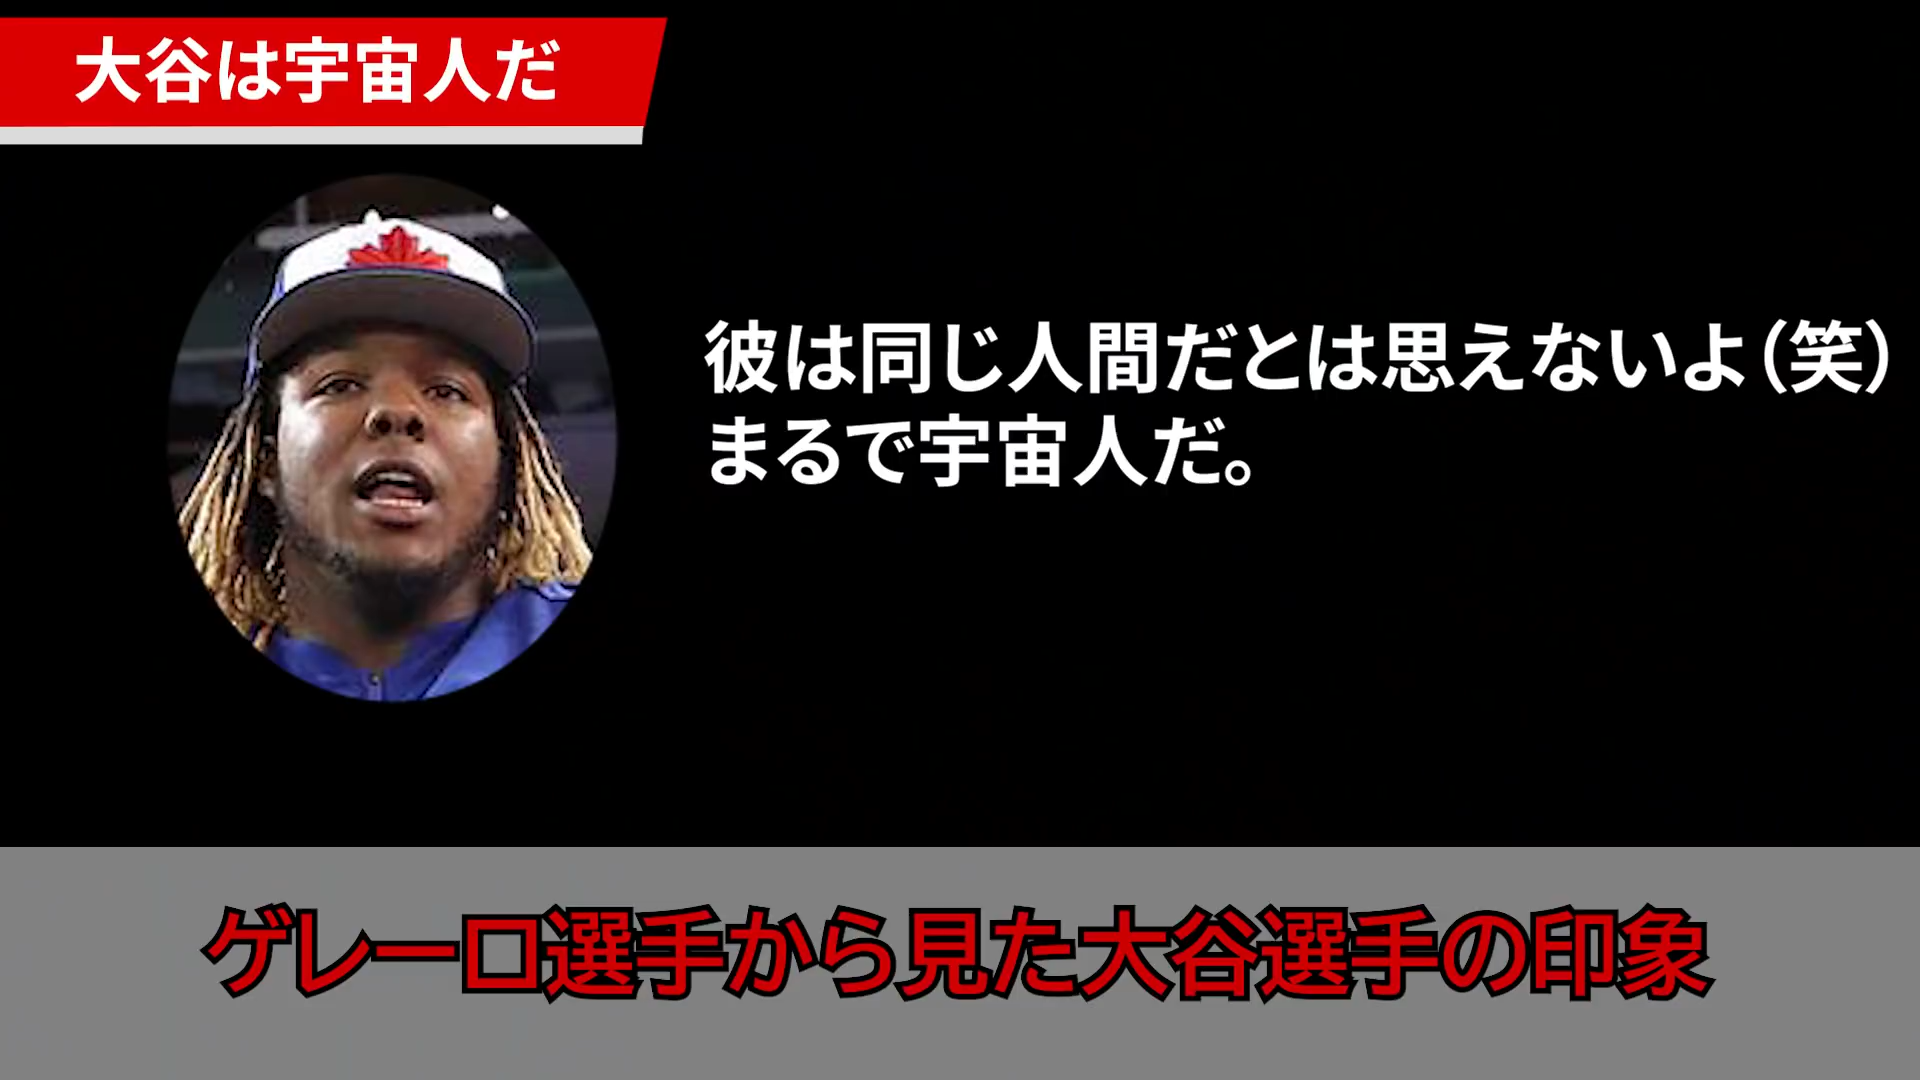 大谷は宇宙人だ
彼は同じ人間だとは思えないよ（笑）
まるで宇宙人だ。
ゲレーロ選手から見た大谷選手の印象